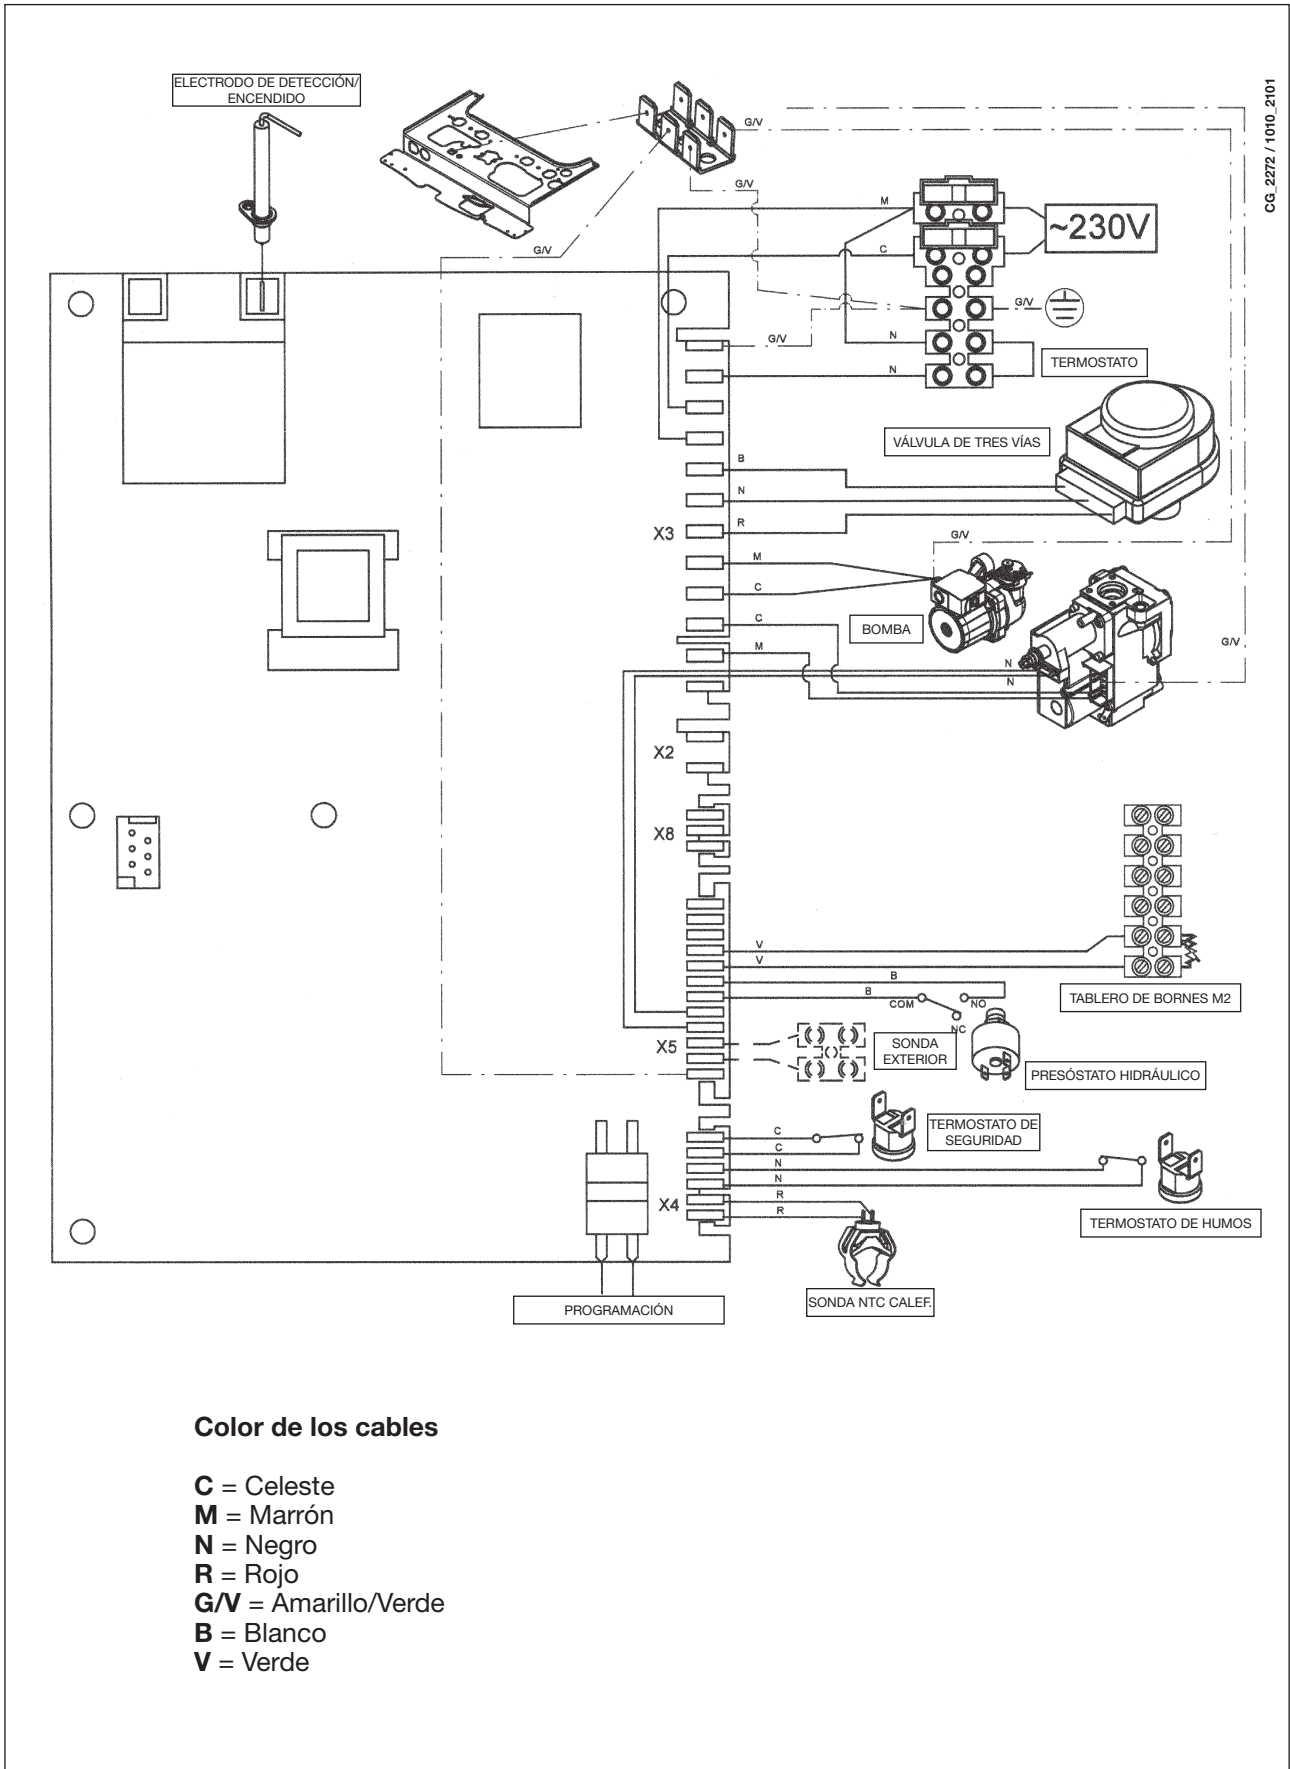 ELECTRODO DE DETECCIÓN/
ENCENDIDO
CG_2272 / 1010_2101
G/V
G/V
G/V
M
~230V
C
G/V
G/V
N
TERMOSTATO
N
VÁLVULA DE TRES VÍAS
B
N
R
X3
G/V
M
C
BOMBA
C
G/V
M
N
N
X2
X8
V
V
B
B
COM
NO
NC
TABLERO DE BORNES M2
X5
SONDA
EXTERIOR
PRESÓSTATO HIDRÁULICO
C
C
TERMOSTATO DE
SEGURIDAD
N
N
R
R
X4
TERMOSTATO DE HUMOS
SONDA NTC CALEF.
PROGRAMACIÓN
Color de los cables
C = Celeste
M = Marrón
N = Negro
R = Rojo
G/V = Amarillo/Verde
B = Blanco
V = Verde